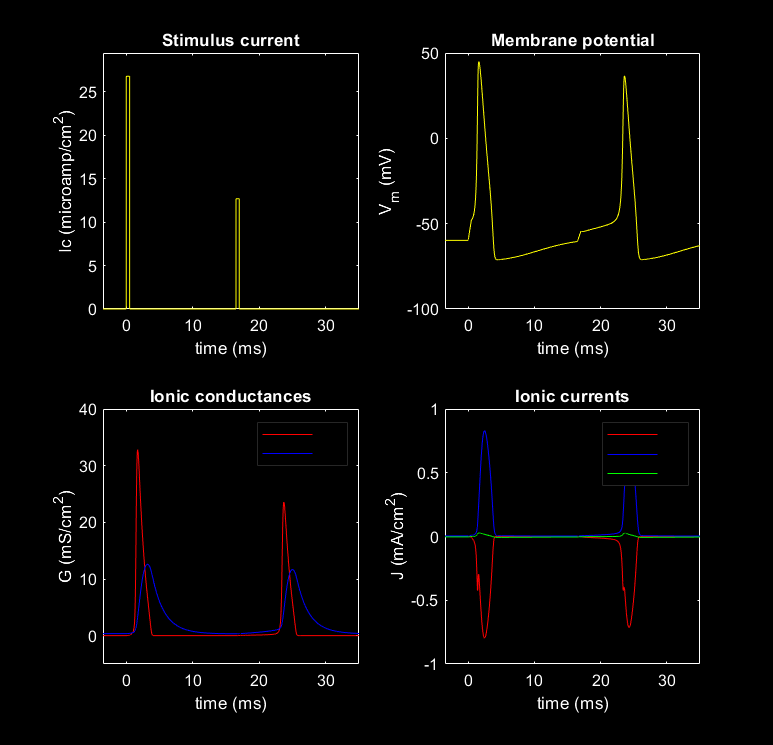 Stimulus current
Ic (microamp/cm²)
25
20
15
10
5
0
0 10 20 30
time (ms)
Membrane potential
Vₘ (mV)
50
0
-50
-100
0 10 20 30
time (ms)
Ionic conductances
G (mS/cm²)
40
30
20
10
0
0 10 20 30
time (ms)
Ionic currents
J (mA/cm²)
1
0.5
0
-0.5
-1
0 10 20 30
time (ms)